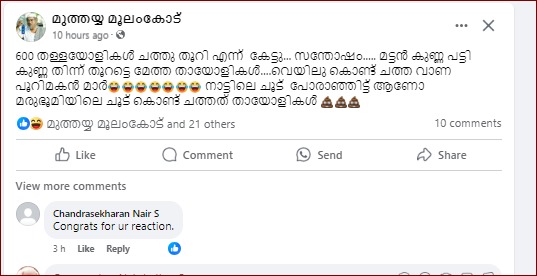 മുത്തയ്യ മൂലംകോട്
10 hours ago
600 തള്ളയോളികൾ ചത്തു തൂറി എന്ന് കേട്ടു... സന്തോഷം..... മട്ടൻ കുണ്ണ പട്ടി
കുണ്ണ തിന്ന് തൂറട്ടെ മേത്ത തായോളികൾ....വെയിലു കൊണ്ട് ചത്ത വാണ
പൂറിമകൻ മാർ😂😂😂😂😂😂😂 നാട്ടിലെ ചൂട് പോരാഞ്ഞിട്ട് ആണോ
മരുഭൂമിയിലെ ചൂട് കൊണ്ട് ചത്തത് തായോളികൾ 💩💩💩
മുത്തയ്യ മൂലംകോട് and 21 others
10 comments
Like
Comment
Send
Share
View more comments
Chandrasekharan Nair S
Congrats for ur reaction.
3 h Like Reply